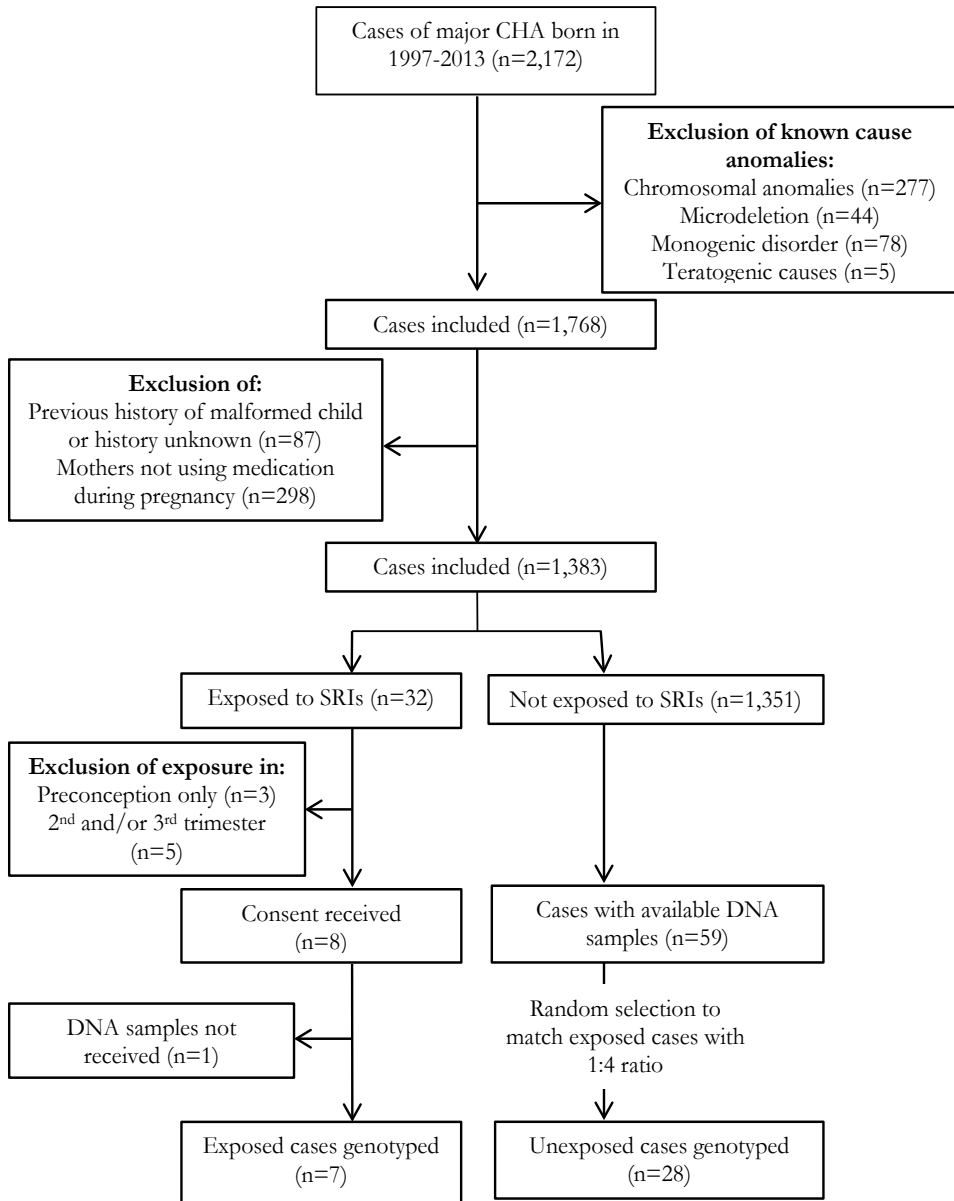 Cases of major CHA born in
1997-2013 (n=2,172)
Exclusion of known cause
anomalies:
Chromosomal anomalies (n=277)
Microdeletion (n=44)
Monogenic disorder (n=78)
Teratogenic causes (n=5)
Cases included (n=1,768)
Exclusion of:
Previous history of malformed child
or history unknown (n=87)
Mothers not using medication
during pregnancy (n=298)
Cases included (n=1,383)
Exposed to SRIs (n=32)
Not exposed to SRIs (n=1,351)
Exclusion of exposure in:
Preconception only (n=3)
2nd and/or 3rd trimester
(n=5)
Consent received
(n=8)
Cases with available DNA
samples (n=59)
DNA samples not
received (n=1)
Random selection to
match exposed cases with
1:4 ratio
Exposed cases genotyped
(n=7)
Unexposed cases genotyped
(n=28)